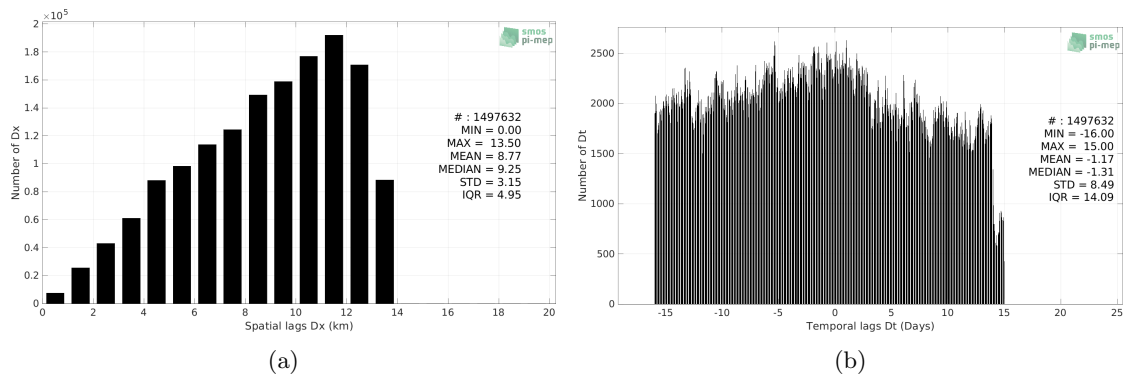 ×10^5
2
1.8
1.6
1.4
1.2
1
0.8
0.6
0.4
0.2
0
Number of Dx
smos
pi-mep
# : 1497632
MIN = 0.00
MAX = 13.50
MEAN = 8.77
MEDIAN = 9.25
STD = 3.15
IQR = 4.95
0 2 4 6 8 10 12 14 16 18 20
Spatial lags Dx (km)
(a)
2500
2000
1500
1000
500
0
Number of Dt
smos
pi-mep
# : 1497632
MIN = -16.00
MAX = 15.00
MEAN = -1.17
MEDIAN = -1.31
STD = 8.49
IQR = 14.09
-15 -10 -5 0 5 10 15 20 25
Temporal lags Dt (Days)
(b)